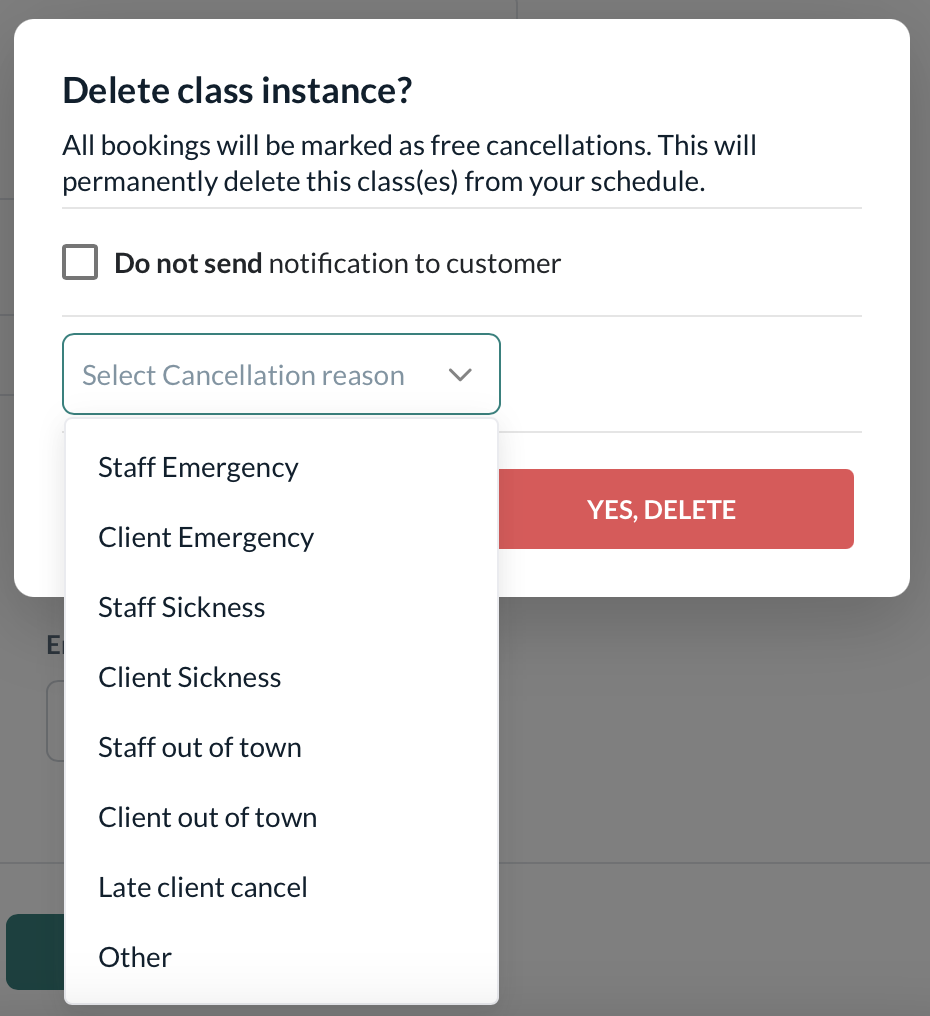 Delete class instance?
All bookings will be marked as free cancellations. This will
permanently delete this class(es) from your schedule.
Do not send notification to customer
Select Cancellation reason
Staff Emergency
YES, DELETE
Client Emergency
Staff Sickness
Client Sickness
Staff out of town
Client out of town
Late client cancel
Other